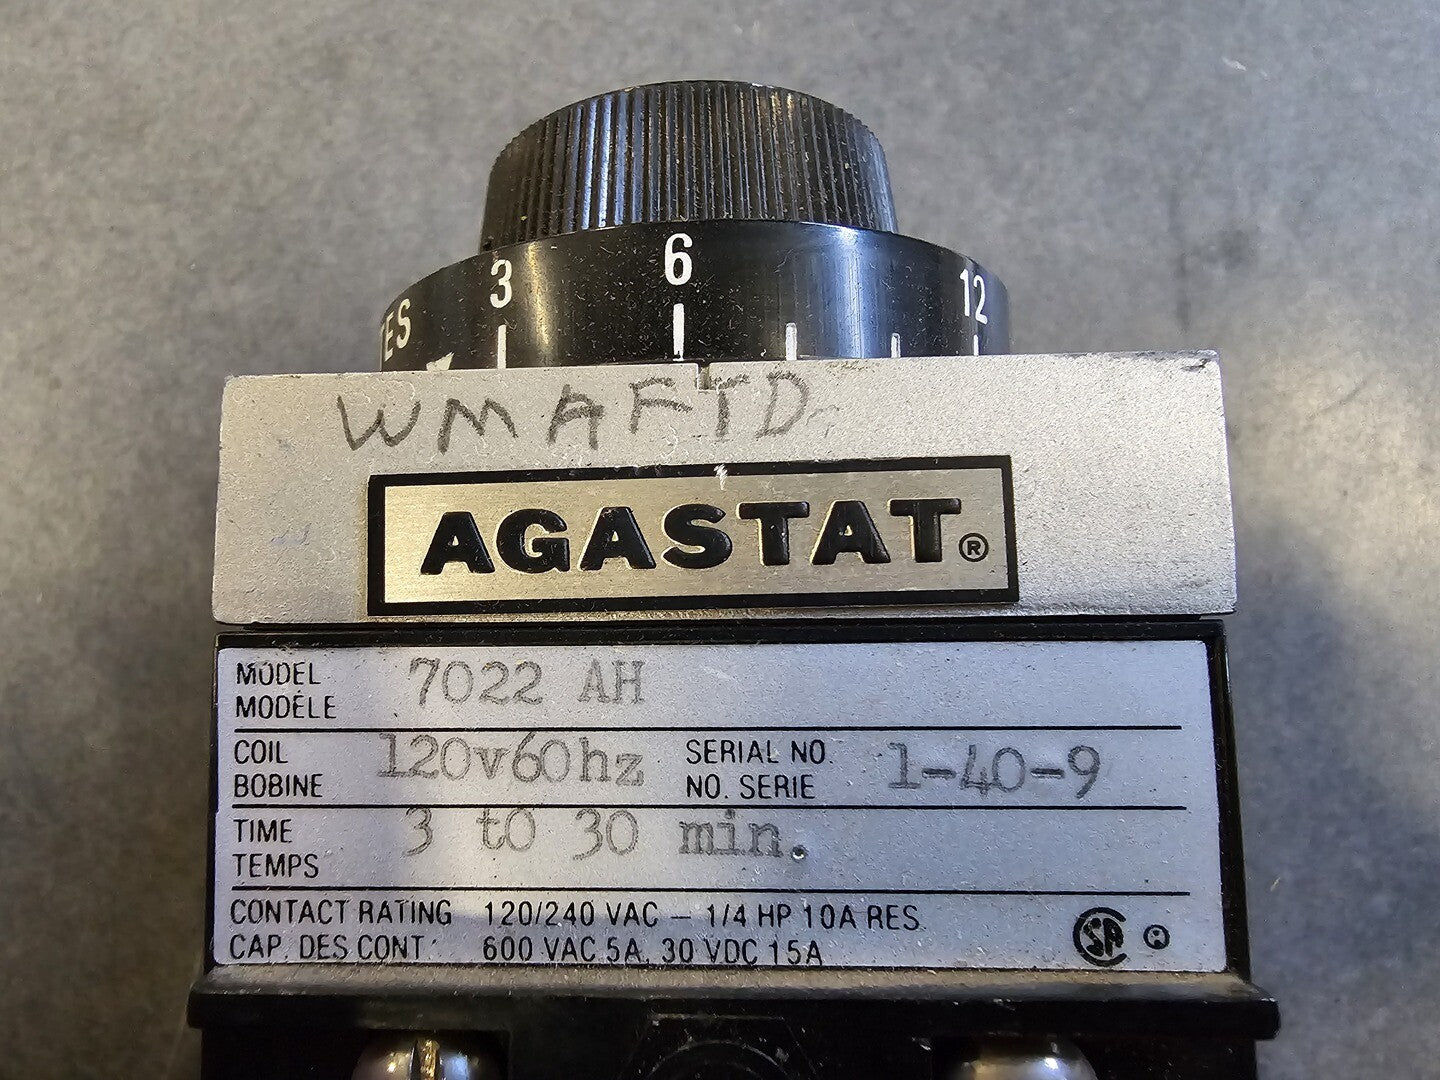 3 6 12
ES
WMAFTD
AGASTAT®
MODEL 7022 AH
MODÈLE
COIL 120v60hz SERIAL NO. 1-40-9
BOBINE NO. SERIE
TIME 3 to 30 min.
TEMPS
CONTACT RATING 120/240 VAC – 1/4 HP 10A RES.
CAP. DES CONT. 600 VAC 5A, 30 VDC 15A
SA